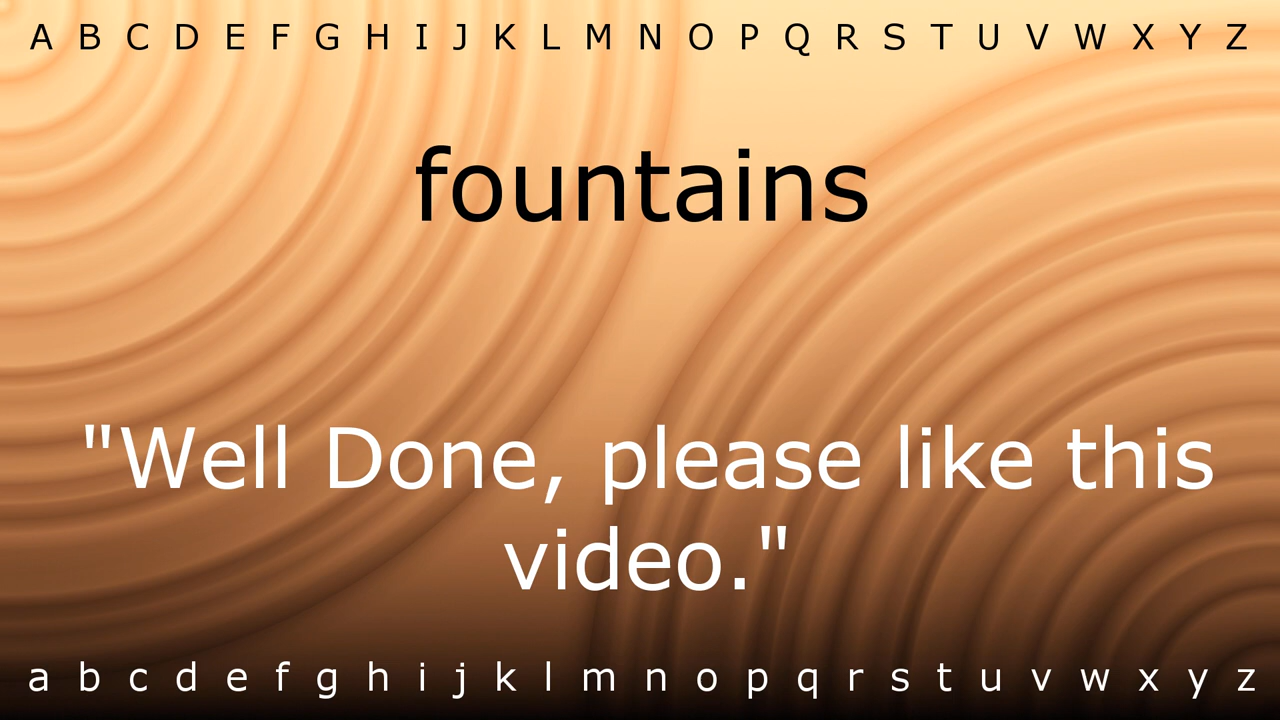 A B C D E F G H I J K L M N O P Q R S T U V W X Y Z
fountains
"Well Done, please like this
video."
a b c d e f g h i j k l m n o p q r s t u v w x y z